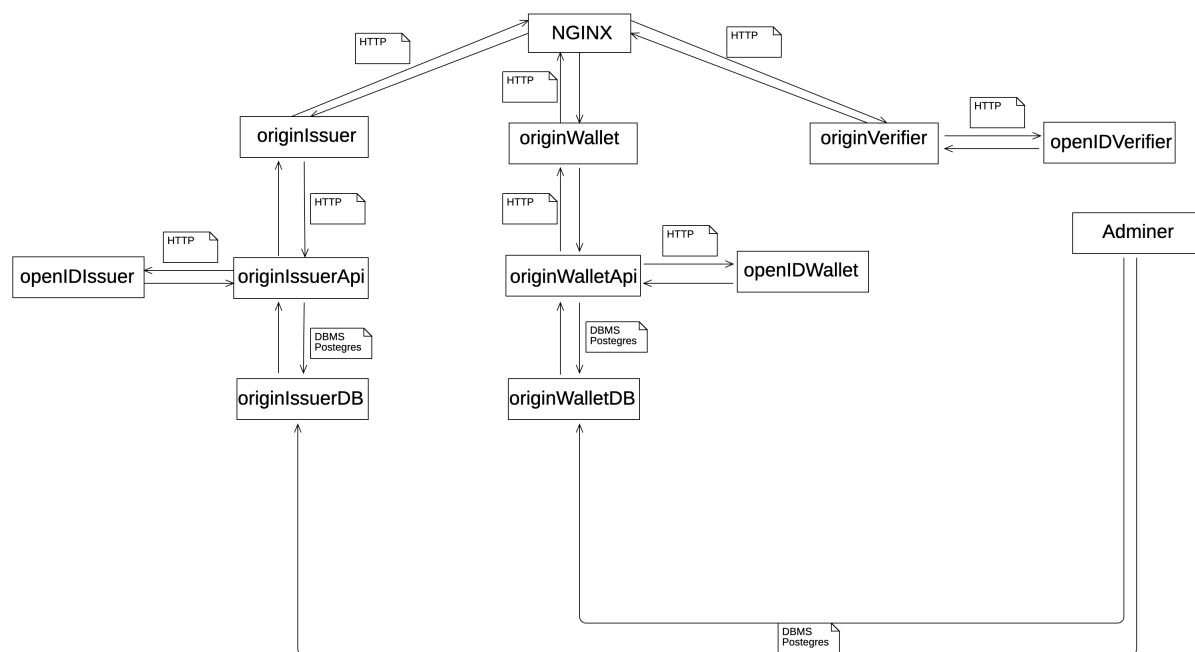 NGINX
HTTP
HTTP
HTTP
HTTP
originIssuer
originWallet
originVerifier
openIDVerifier
HTTP
HTTP
Adminer
HTTP
HTTP
openIDIssuer
originIssuerApi
originWalletApi
openIDWallet
DBMS
Postegres
DBMS
Postegres
originIssuerDB
originWalletDB
DBMS
Postegres